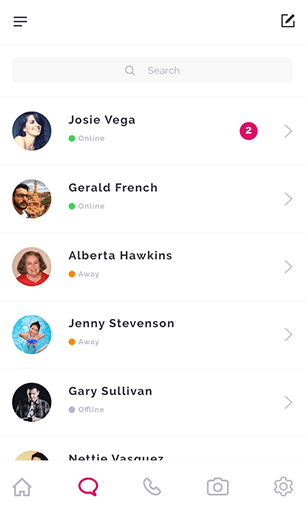 Search
Josie Vega
Online
2
Gerald French
Online
Alberta Hawkins
Away
Jenny Stevenson
Away
Gary Sullivan
Offline
Nettie Vasquez